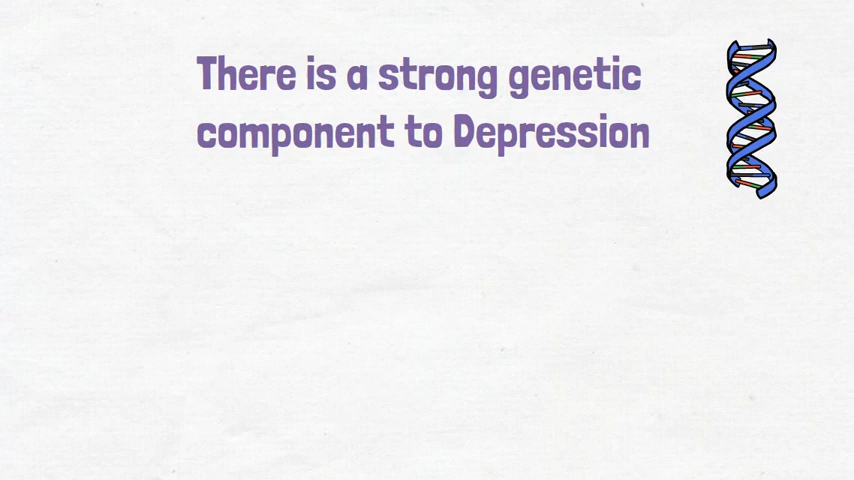 There is a strong genetic
component to Depression